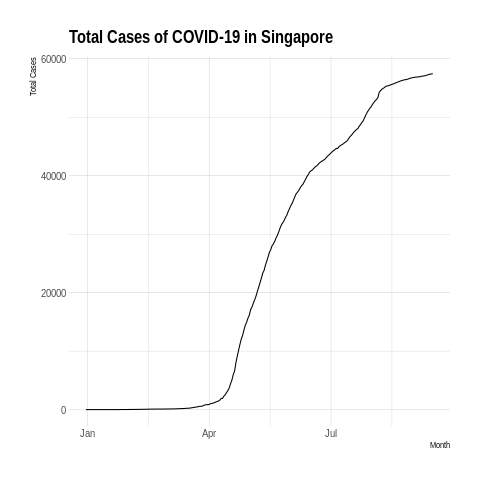 Total Cases of COVID-19 in Singapore
Total Cases
60000
40000
20000
0
Jan Apr Jul
Month